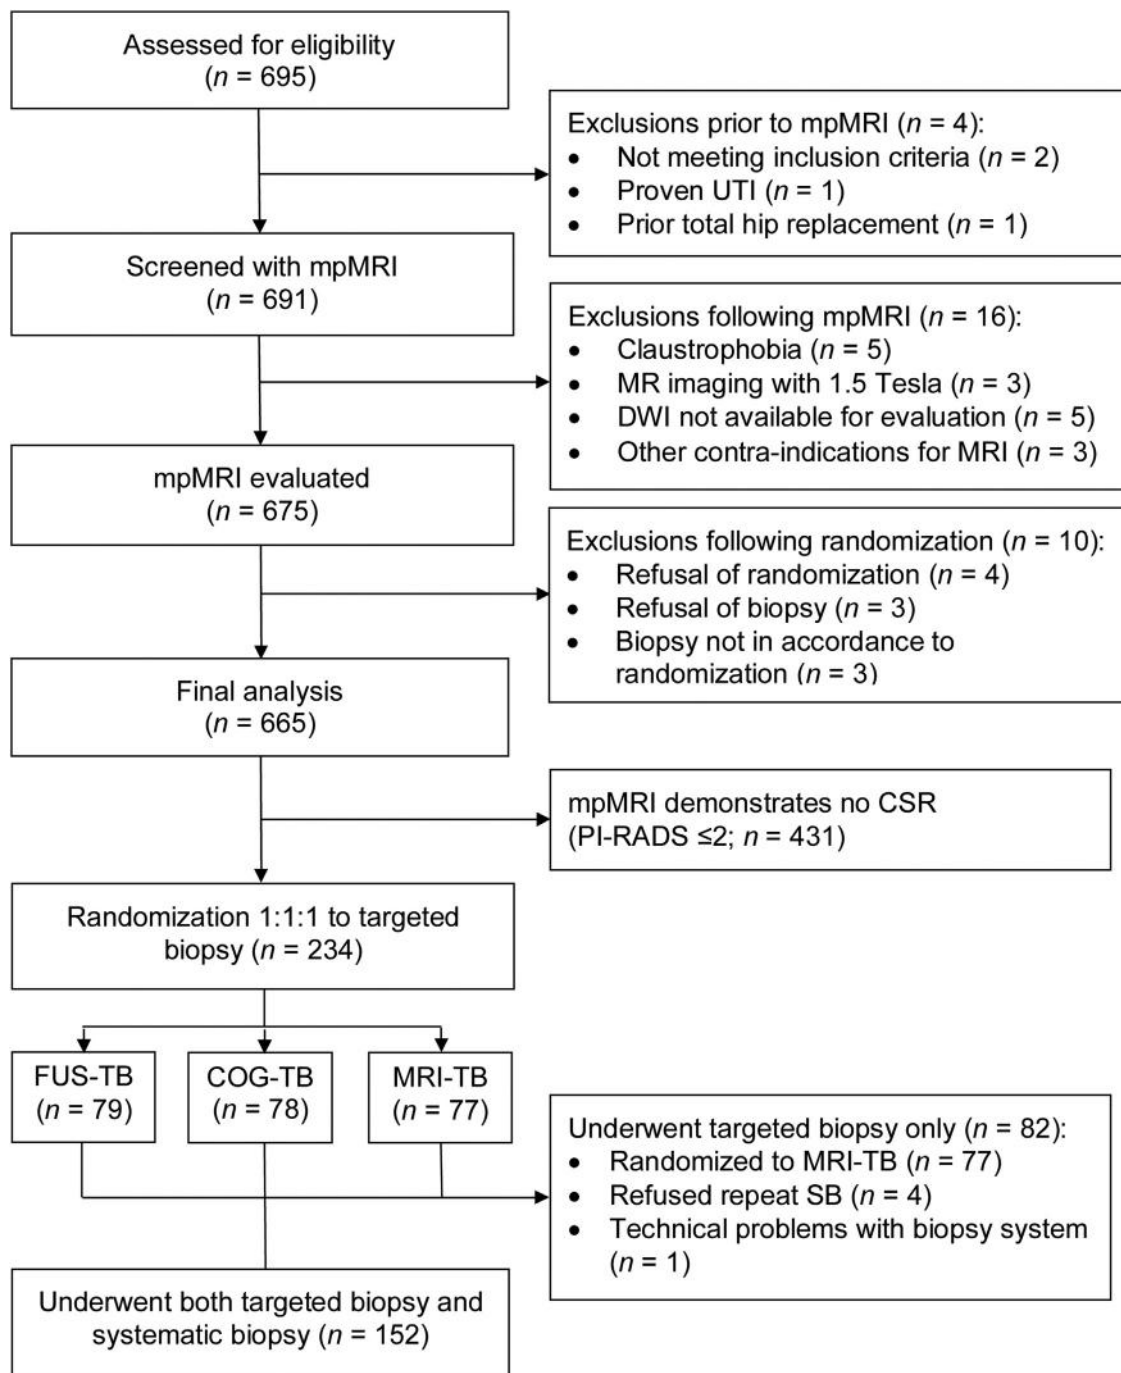 Assessed for eligibility
(n = 695)
Exclusions prior to mpMRI (n = 4):
• Not meeting inclusion criteria (n = 2)
• Proven UTI (n = 1)
• Prior total hip replacement (n = 1)
Screened with mpMRI
(n = 691)
Exclusions following mpMRI (n = 16):
• Claustrophobia (n = 5)
• MR imaging with 1.5 Tesla (n = 3)
• DWI not available for evaluation (n = 5)
• Other contra-indications for MRI (n = 3)
mpMRI evaluated
(n = 675)
Exclusions following randomization (n = 10):
• Refusal of randomization (n = 4)
• Refusal of biopsy (n = 3)
• Biopsy not in accordance to
randomization (n = 3)
Final analysis
(n = 665)
mpMRI demonstrates no CSR
(PI-RADS ≤2; n = 431)
Randomization 1:1:1 to targeted
biopsy (n = 234)
FUS-TB
(n = 79)
COG-TB
(n = 78)
MRI-TB
(n = 77)
Underwent targeted biopsy only (n = 82):
• Randomized to MRI-TB (n = 77)
• Refused repeat SB (n = 4)
• Technical problems with biopsy system
(n = 1)
Underwent both targeted biopsy and
systematic biopsy (n = 152)